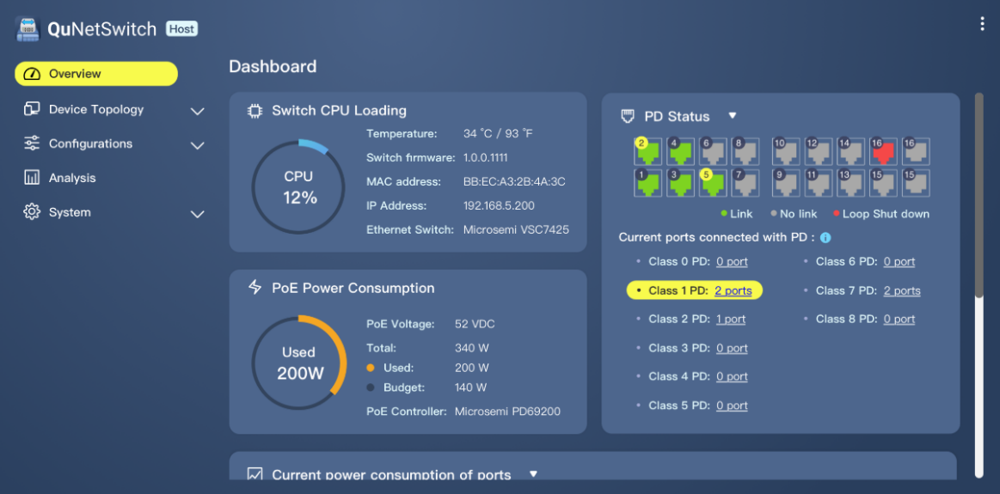 QuNetSwitch Host
Overview
Device Topology
Configurations
Analysis
System
Dashboard
Switch CPU Loading
CPU
12%
Temperature: 34 °C / 93 °F
Switch firmware: 1.0.0.1111
MAC address: BB:EC:A3:2B:4A:3C
IP Address: 192.168.5.200
Ethernet Switch: Microsemi VSC7425
PoE Power Consumption
Used
200W
PoE Voltage: 52 VDC
Total: 340 W
Used: 200 W
Budget: 140 W
PoE Controller: Microsemi PD69200
PD Status
2 4 6 8 10 12 14 16 16
1 3 5 7 9 11 13 15 15
Link No link Loop Shut down
Current ports connected with PD :
Class 0 PD: 0 port
Class 1 PD: 2 ports
Class 2 PD: 1 port
Class 3 PD: 0 port
Class 4 PD: 0 port
Class 5 PD: 0 port
Class 6 PD: 0 port
Class 7 PD: 2 ports
Class 8 PD: 0 port
Current power consumption of ports